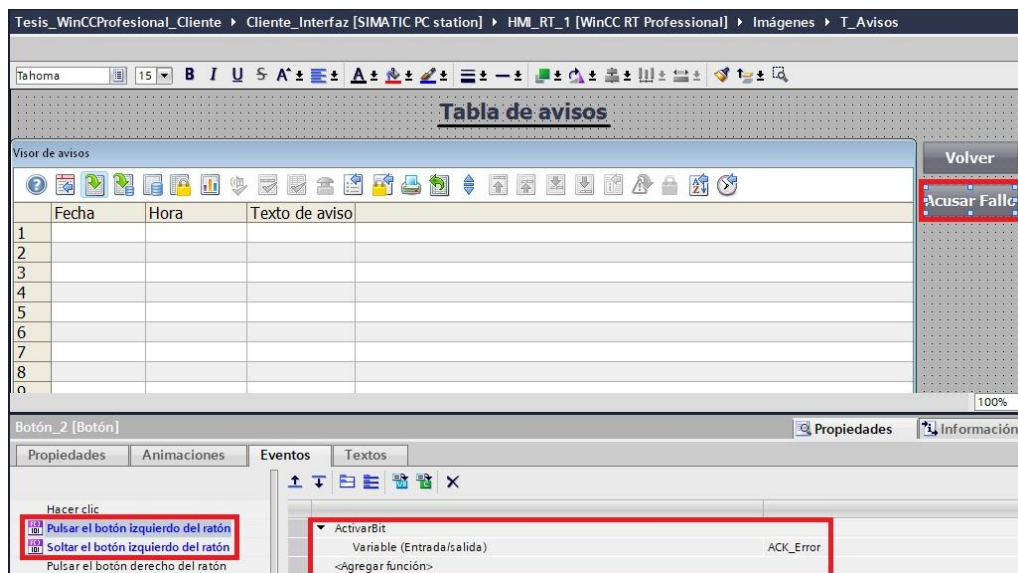 Tesis_WinCCProfesional_Cliente ▸ Cliente_Interfaz [SIMATIC PC station] ▸ HMI_RT_1 [WinCC RT Professional] ▸ Imágenes ▸ T_Avisos
Tahoma 15 B I U S A A
Tabla de avisos
Visor de avisos
Volver
Acusar Fallo
Fecha Hora Texto de aviso
1
2
3
4
5
6
7
8
9
100%
Botón_2 [Botón] Propiedades Información
Propiedades Animaciones Eventos Textos
Hacer clic
Pulsar el botón izquierdo del ratón ActivarBit
Soltar el botón izquierdo del ratón Variable (Entrada/salida) ACK_Error
Pulsar el botón derecho del ratón <Agregar función>